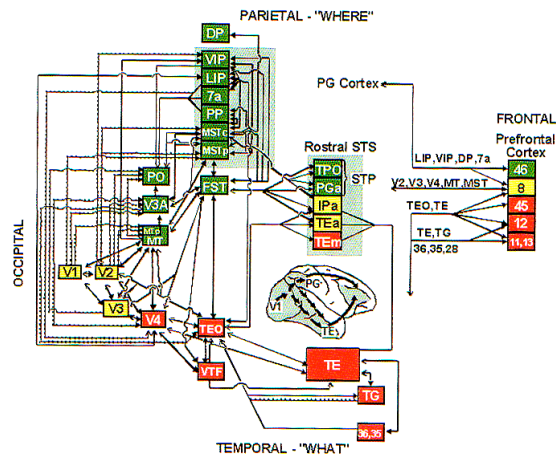 PARIETAL - "WHERE"
DP
VIP
LIP
7a
PP
MSTc
PG Cortex
FRONTAL
Prefrontal
Cortex
LIP,VIP,DP,7a
46
V2,V3,V4,MT,MST
8
TEO,TE
45
12
TE,TG
11,13
36,35,28
Rostral STS
TPO
PGa
STP
IPa
TEa
TEm
OCCIPITAL
PO
FST
V3A
MT
V1
V2
V3
V4
TEO
VTF
V1
PG
TE
TE
TG
36,35
TEMPORAL - "WHAT"